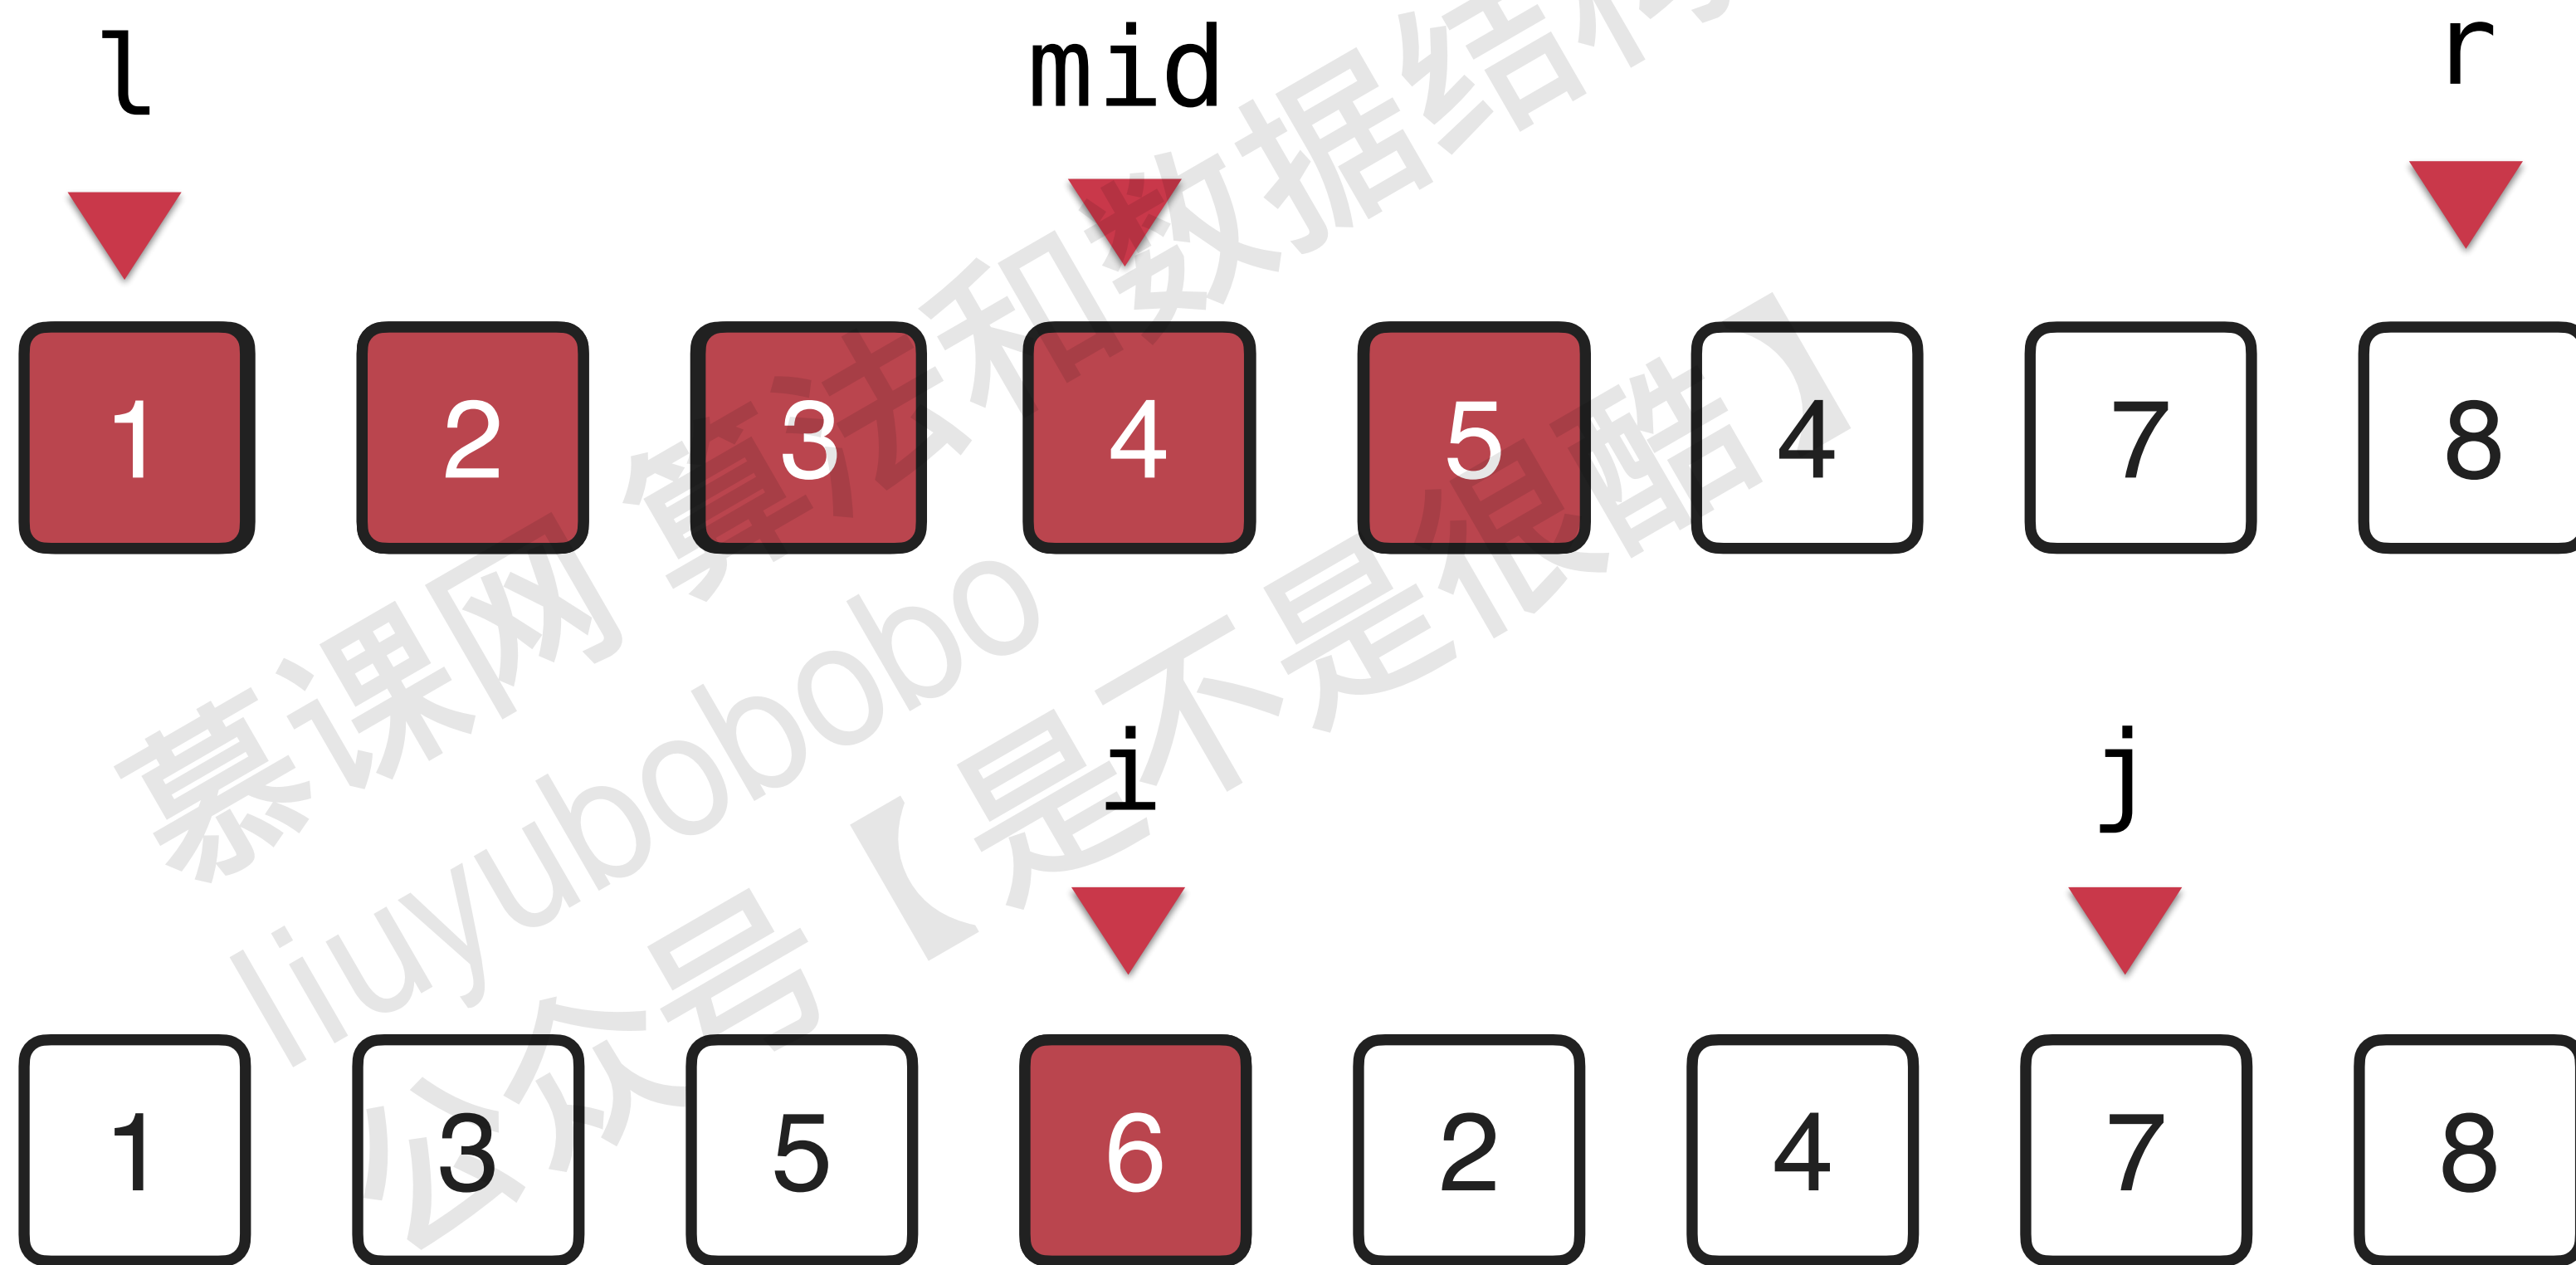 l mid r
1 2 3 4 5 4 7 8
慕课网 算法和数据结构
liuyubobobo
公众号【是不是很酷】
i j
1 3 5 6 2 4 7 8